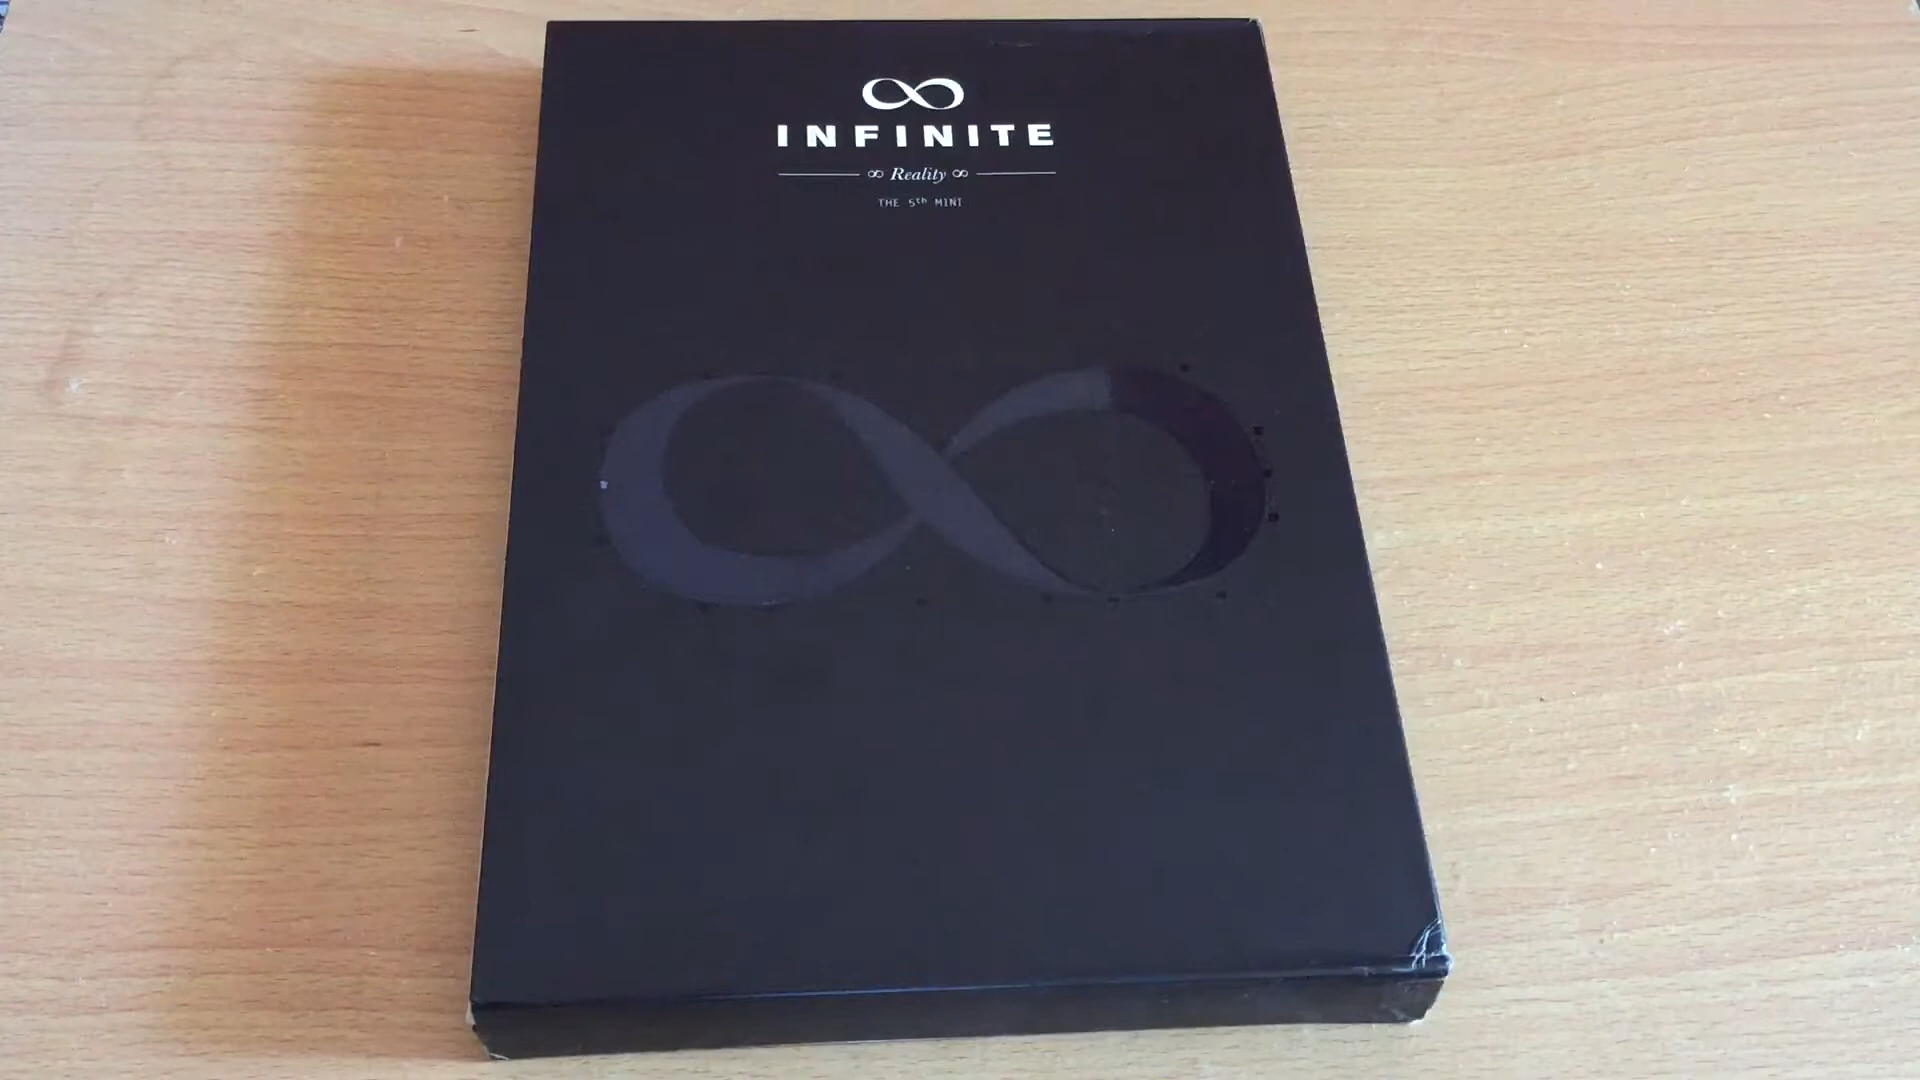 INFINITE
∞ Reality ∞
THE 5th MINI